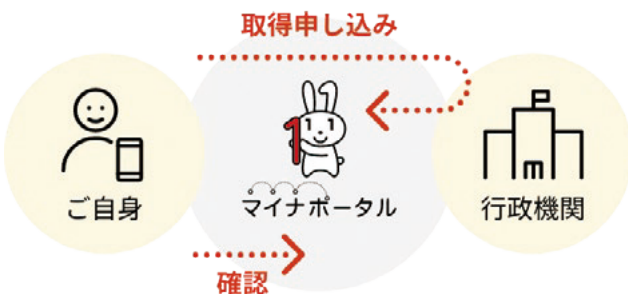 取得申し込み
ご自身
マイナポータル
行政機関
確認